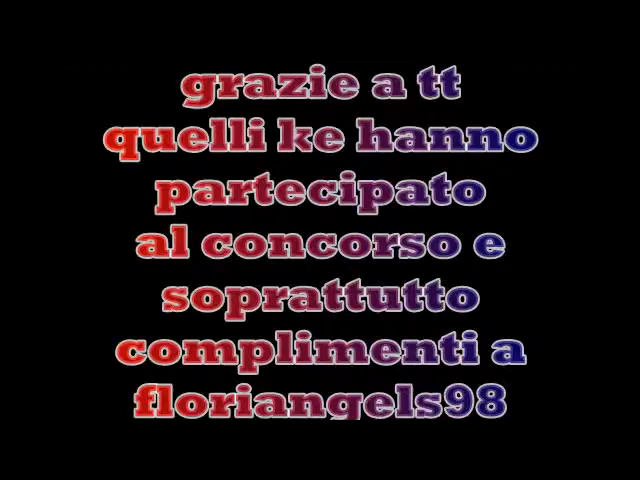 grazie a tt
quelli ke hanno
partecipato
al concorso e
soprattutto
complimenti a
floriangels98